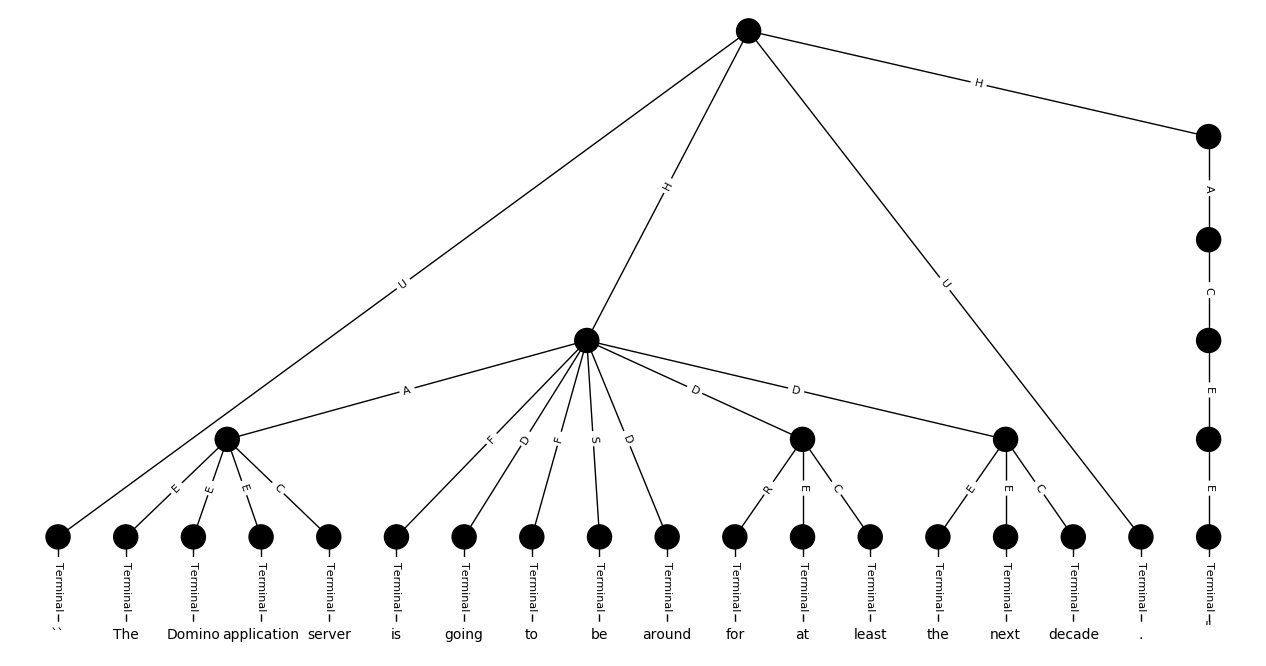 H
A
H
C
U
U
A
D
D
E
F
D
F
S
D
E
E
E
C
R
E
C
E
E
C
E
Terminal Terminal Terminal Terminal Terminal Terminal Terminal Terminal Terminal Terminal Terminal Terminal Terminal Terminal Terminal Terminal Terminal Terminal
`` The Domino application server is going to be around for at least the next decade . "